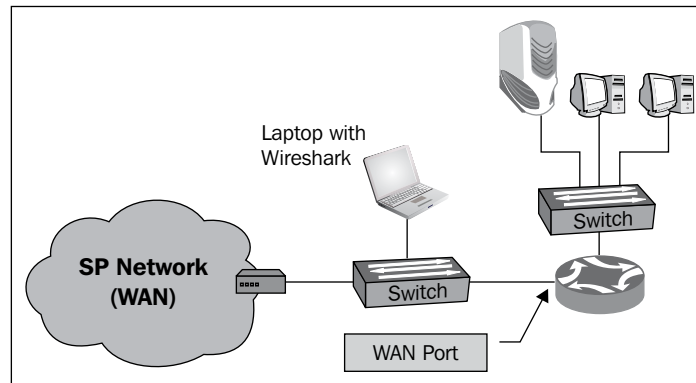 Laptop with
Wireshark
Switch
SP Network
(WAN)
Switch
WAN Port